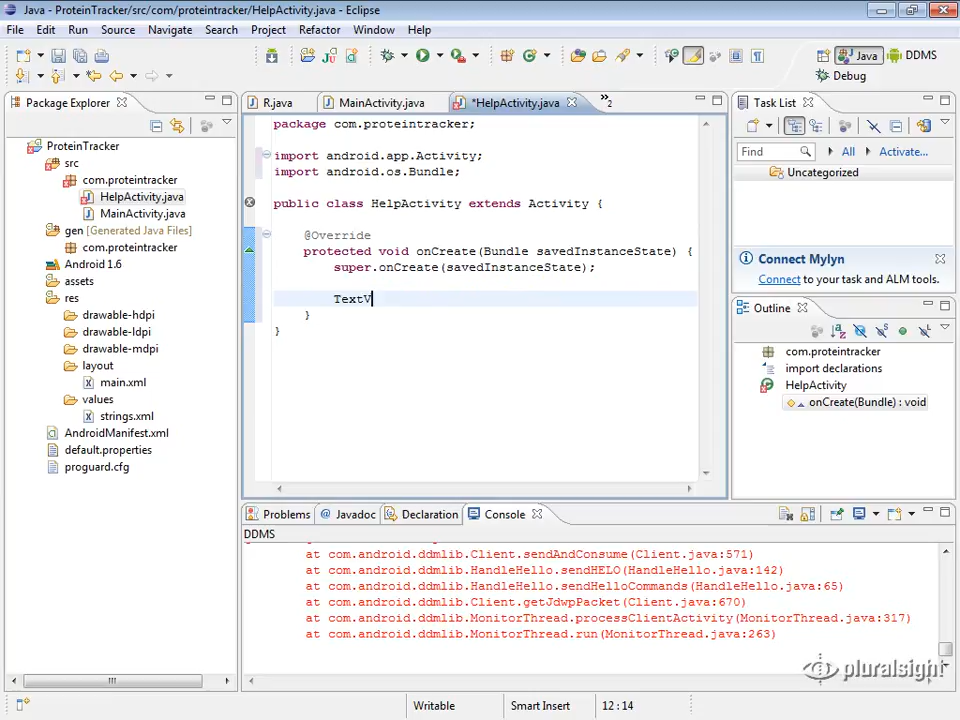 Java - ProteinTracker/src/com/proteintracker/HelpActivity.java - Eclipse
File Edit Run Source Navigate Search Project Refactor Window Help
Java DDMS
Debug
Package Explorer
ProteinTracker
src
com.proteintracker
HelpActivity.java
MainActivity.java
gen [Generated Java Files]
com.proteintracker
Android 1.6
assets
res
drawable-hdpi
drawable-ldpi
drawable-mdpi
layout
main.xml
values
strings.xml
AndroidManifest.xml
default.properties
proguard.cfg
R.java MainActivity.java *HelpActivity.java »2
package com.proteintracker;
import android.app.Activity;
import android.os.Bundle;
public class HelpActivity extends Activity {
@Override
protected void onCreate(Bundle savedInstanceState) {
super.onCreate(savedInstanceState);
TextV
}
}
Task List
Find All Activate...
Uncategorized
Connect Mylyn
Connect to your task and ALM tools.
Outline
com.proteintracker
import declarations
HelpActivity
onCreate(Bundle) : void
Problems @ Javadoc Declaration Console
DDMS
at com.android.ddmlib.Client.sendAndConsume(Client.java:571)
at com.android.ddmlib.HandleHello.sendHELO(HandleHello.java:142)
at com.android.ddmlib.HandleHello.sendHelloCommands(HandleHello.java:65)
at com.android.ddmlib.Client.getJdwpPacket(Client.java:670)
at com.android.ddmlib.MonitorThread.processClientActivity(MonitorThread.java:317)
at com.android.ddmlib.MonitorThread.run(MonitorThread.java:263)
pluralsight
Writable Smart Insert 12 : 14